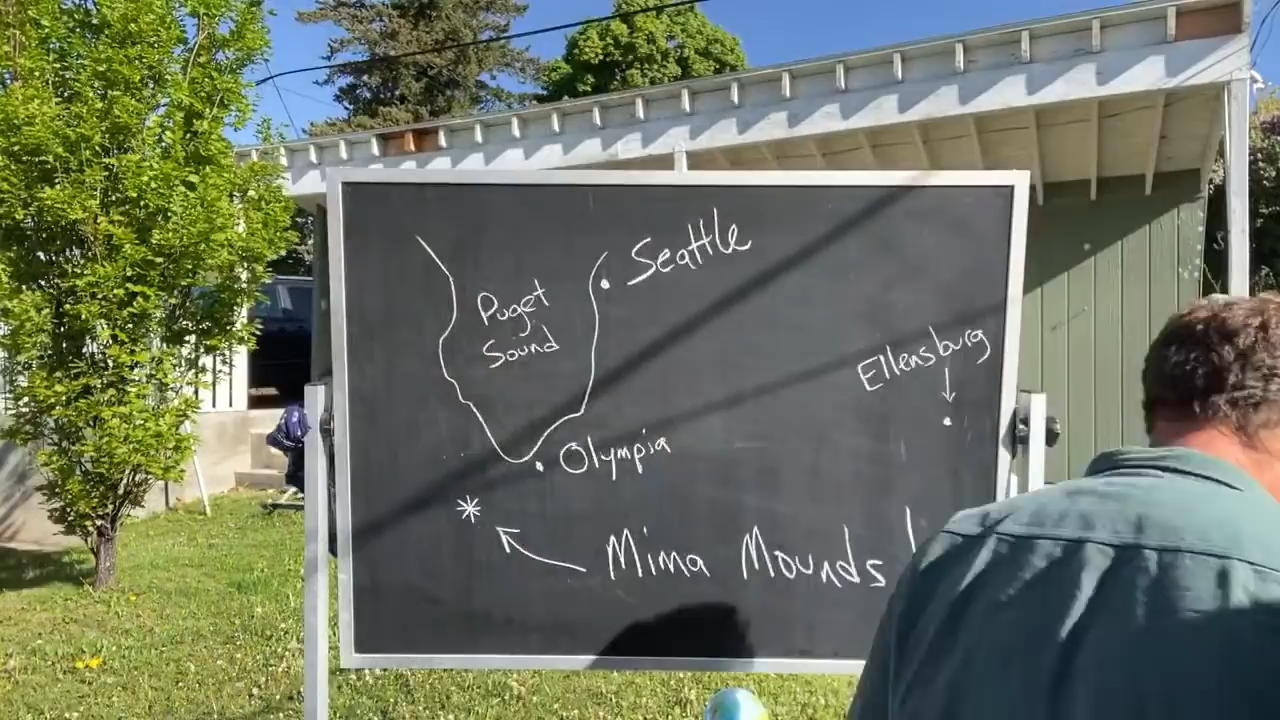 Seattle
Puget
Sound
Ellensburg
Olympia
Mima Mounds!